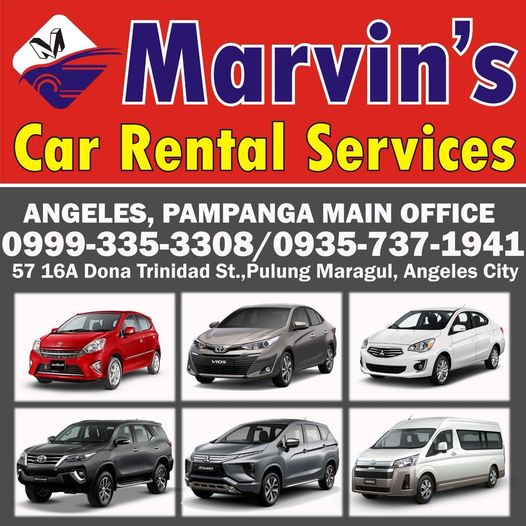 Marvin's
Car Rental Services
ANGELES, PAMPANGA MAIN OFFICE
0999-335-3308/0935-737-1941
57 16A Dona Trinidad St.,Pulung Maragul, Angeles City
VIOS